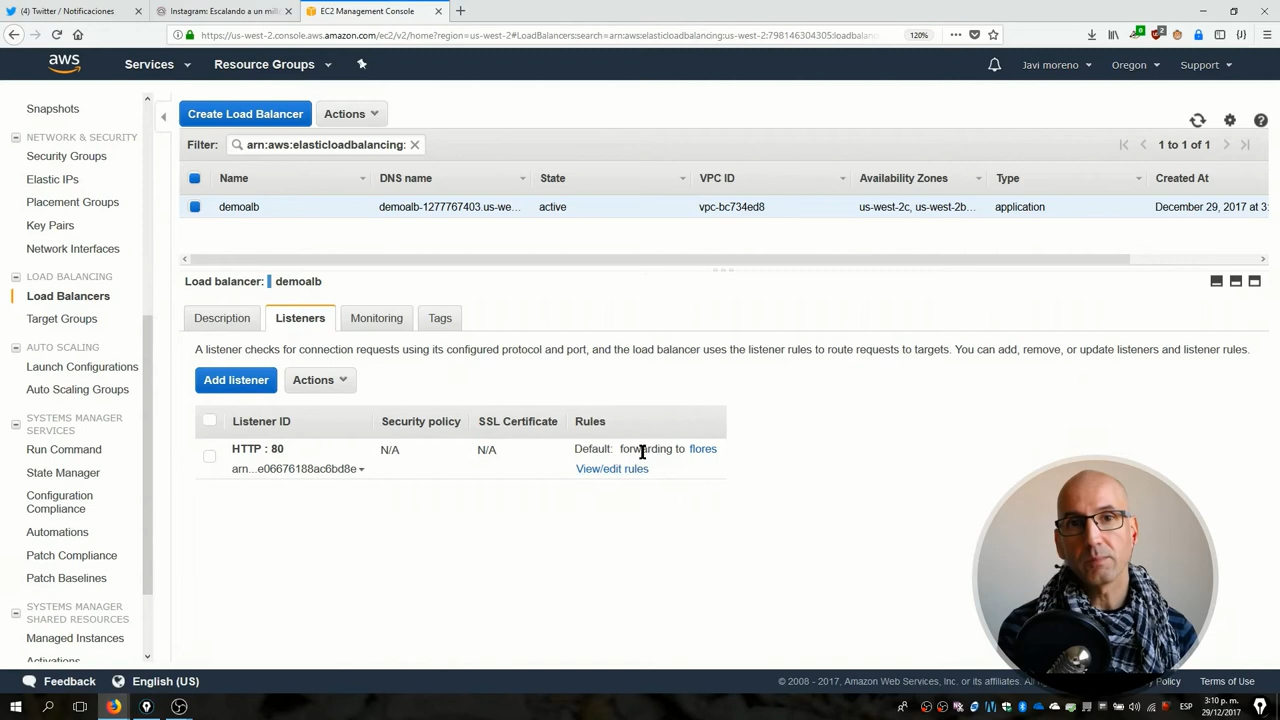 (4) Twitter / Notificaciones
Instagram: Escalando a un mill
EC2 Management Console
https://us-west-2.console.aws.amazon.com/ec2/v2/home?region=us-west-2#LoadBalancers:search=arn:aws:elasticloadbalancing:us-west-2:798146304305:loadbalan
120%
aws
Services
Resource Groups
Javi moreno
Oregon
Support
Snapshots
NETWORK & SECURITY
Security Groups
Elastic IPs
Placement Groups
Key Pairs
Network Interfaces
LOAD BALANCING
Load Balancers
Target Groups
AUTO SCALING
Launch Configurations
Auto Scaling Groups
SYSTEMS MANAGER
SERVICES
Run Command
State Manager
Configuration
Compliance
Automations
Patch Compliance
Patch Baselines
SYSTEMS MANAGER
SHARED RESOURCES
Managed Instances
Activations
Create Load Balancer
Actions
Filter:
arn:aws:elasticloadbalancing:
1 to 1 of 1
Name DNS name State VPC ID Availability Zones Type Created At
demoalb demoalb-1277767403.us-we... active vpc-bc734ed8 us-west-2c, us-west-2b... application December 29, 2017 at 3:
Load balancer: demoalb
Description Listeners Monitoring Tags
A listener checks for connection requests using its configured protocol and port, and the load balancer uses the listener rules to route requests to targets. You can add, remove, or update listeners and listener rules.
Add listener
Actions
Listener ID Security policy SSL Certificate Rules
HTTP : 80 N/A N/A Default: forwarding to flores
arn...e06676188ac6bd8e View/edit rules
Feedback
English (US)
© 2008 - 2017, Amazon Web Services, Inc. or its affiliates. All Policy
Terms of Use
ESP
3:10 p. m.
29/12/2017